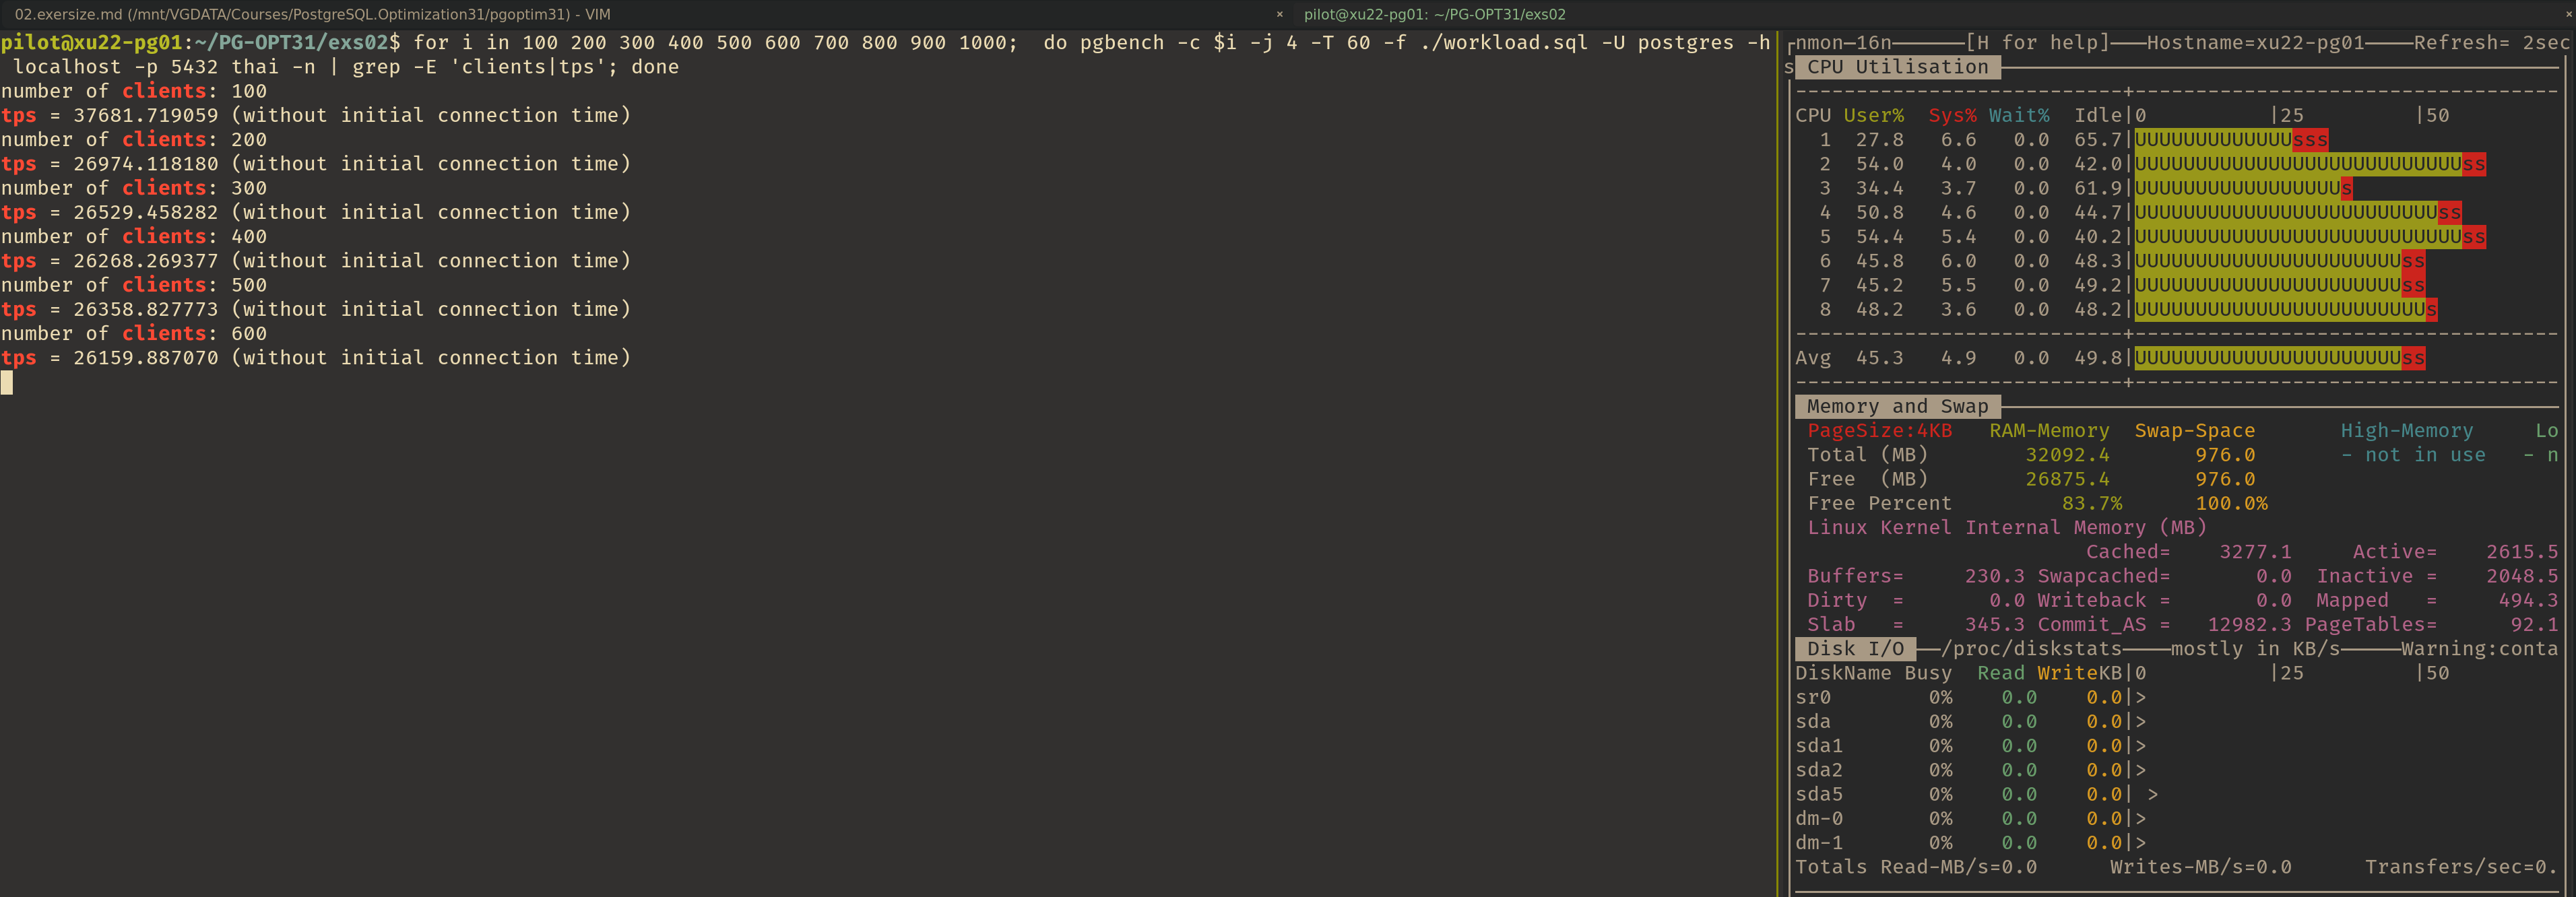 02.exersize.md (/mnt/VGDATA/Courses/PostgreSQL.Optimization31/pgoptim31) - VIM × pilot@xu22-pg01: ~/PG-OPT31/exs02 ×
pilot@xu22-pg01:~/PG-OPT31/exs02$ for i in 100 200 300 400 500 600 700 800 900 1000;  do pgbench -c $i -j 4 -T 60 -f ./workload.sql -U postgres -h
 localhost -p 5432 thai -n | grep -E 'clients|tps'; done
number of clients: 100
tps = 37681.719059 (without initial connection time)
number of clients: 200
tps = 26974.118180 (without initial connection time)
number of clients: 300
tps = 26529.458282 (without initial connection time)
number of clients: 400
tps = 26268.269377 (without initial connection time)
number of clients: 500
tps = 26358.827773 (without initial connection time)
number of clients: 600
tps = 26159.887070 (without initial connection time)
nmon─16n──────[H for help]───Hostname=xu22-pg01────Refresh= 2sec
s CPU Utilisation
---------------------------+-----------------------------------
CPU User%  Sys% Wait%  Idle|0          |25         |50
  1  27.8   6.6   0.0  65.7|UUUUUUUUUUUUUsss
  2  54.0   4.0   0.0  42.0|UUUUUUUUUUUUUUUUUUUUUUUUUUUss
  3  34.4   3.7   0.0  61.9|UUUUUUUUUUUUUUUUUs
  4  50.8   4.6   0.0  44.7|UUUUUUUUUUUUUUUUUUUUUUUUUss
  5  54.4   5.4   0.0  40.2|UUUUUUUUUUUUUUUUUUUUUUUUUUUss
  6  45.8   6.0   0.0  48.3|UUUUUUUUUUUUUUUUUUUUUUss
  7  45.2   5.5   0.0  49.2|UUUUUUUUUUUUUUUUUUUUUUss
  8  48.2   3.6   0.0  48.2|UUUUUUUUUUUUUUUUUUUUUUUUs
---------------------------+-----------------------------------
Avg  45.3   4.9   0.0  49.8|UUUUUUUUUUUUUUUUUUUUUUss
---------------------------+-----------------------------------
Memory and Swap
PageSize:4KB   RAM-Memory  Swap-Space       High-Memory     Lo
Total (MB)        32092.4       976.0       - not in use   - n
Free  (MB)        26875.4       976.0
Free Percent         83.7%      100.0%
Linux Kernel Internal Memory (MB)
Cached=    3277.1     Active=    2615.5
Buffers=     230.3 Swapcached=       0.0  Inactive =    2048.5
Dirty  =       0.0 Writeback =       0.0  Mapped   =     494.3
Slab   =     345.3 Commit_AS =   12982.3 PageTables=      92.1
Disk I/O ──/proc/diskstats────mostly in KB/s─────Warning:conta
DiskName Busy  Read WriteKB|0          |25         |50
sr0        0%    0.0    0.0|>
sda        0%    0.0    0.0|>
sda1       0%    0.0    0.0|>
sda2       0%    0.0    0.0|>
sda5       0%    0.0    0.0| >
dm-0       0%    0.0    0.0|>
dm-1       0%    0.0    0.0|>
Totals Read-MB/s=0.0      Writes-MB/s=0.0      Transfers/sec=0.